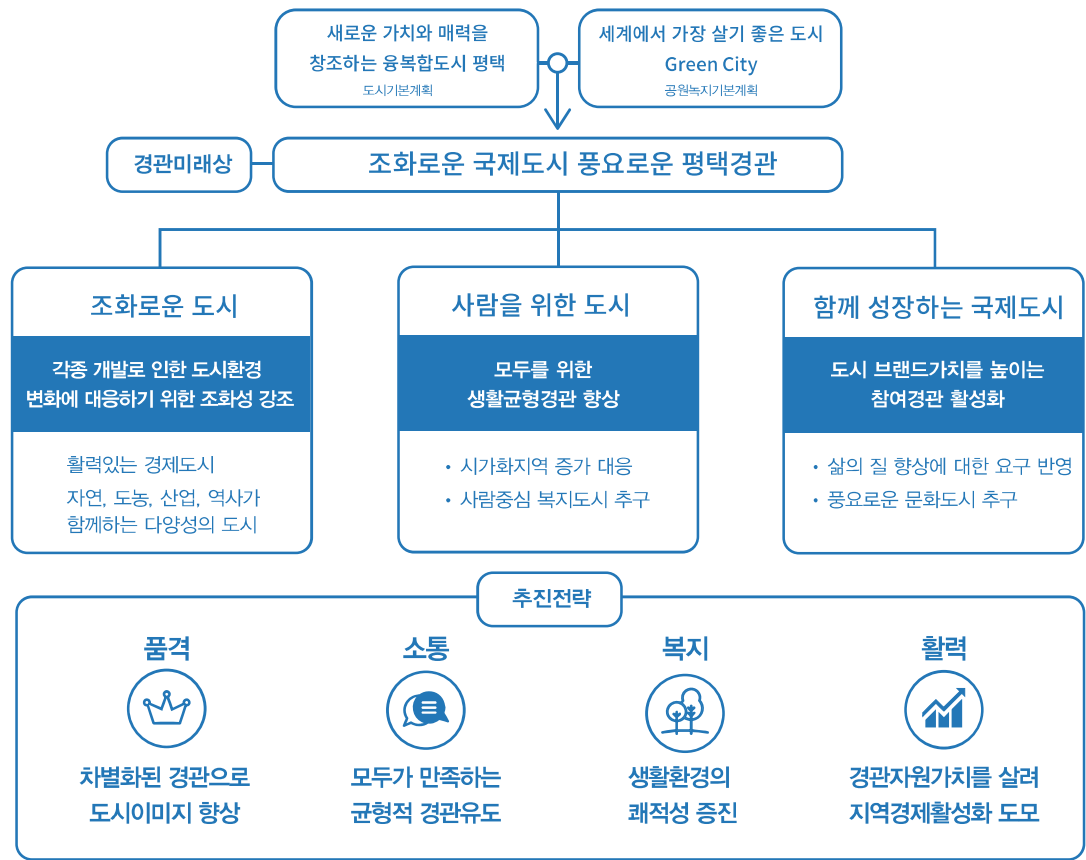 새로운 가치와 매력을
창조하는 융복합도시 평택
도시기본계획
세계에서 가장 살기 좋은 도시
Green City
공원녹지기본계획
경관미래상
조화로운 국제도시 풍요로운 평택경관
조화로운 도시
각종 개발로 인한 도시환경
변화에 대응하기 위한 조화성 강조
활력있는 경제도시
자연, 도농, 산업, 역사가
함께하는 다양성의 도시
사람을 위한 도시
모두를 위한
생활균형경관 향상
• 시가화지역 증가 대응
• 사람중심 복지도시 추구
함께 성장하는 국제도시
도시 브랜드가치를 높이는
참여경관 활성화
• 삶의 질 향상에 대한 요구 반영
• 풍요로운 문화도시 추구
추진전략
품격
차별화된 경관으로
도시이미지 향상
소통
모두가 만족하는
균형적 경관유도
복지
생활환경의
쾌적성 증진
활력
경관자원가치를 살려
지역경제활성화 도모